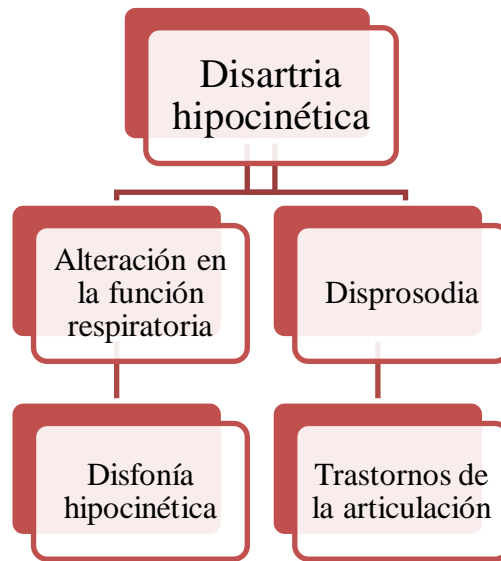 Disartria
hipocinética
Alteración en
la función
respiratoria
Disprosodia
Disfonía
hipocinética
Trastornos de
la articulación